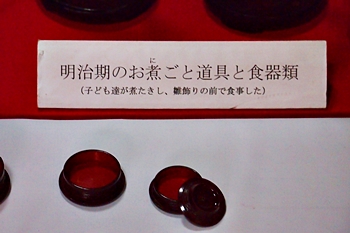 明治期のお煮ごと道具と食器類
(子ども達が煮たきし、雛飾りの前で食事した)